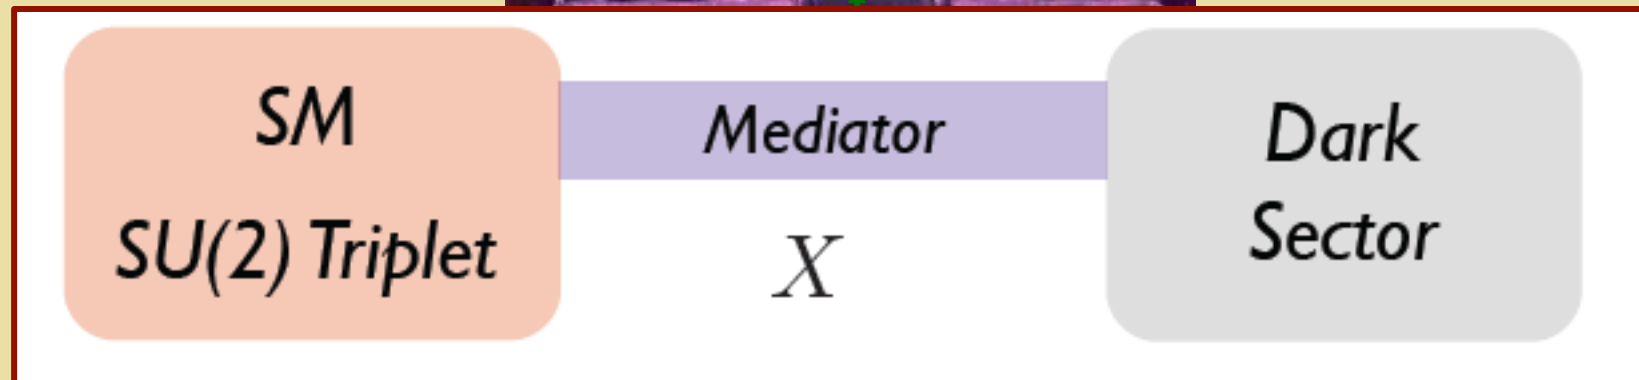 SM
SU(2) Triplet
Mediator
X
Dark
Sector